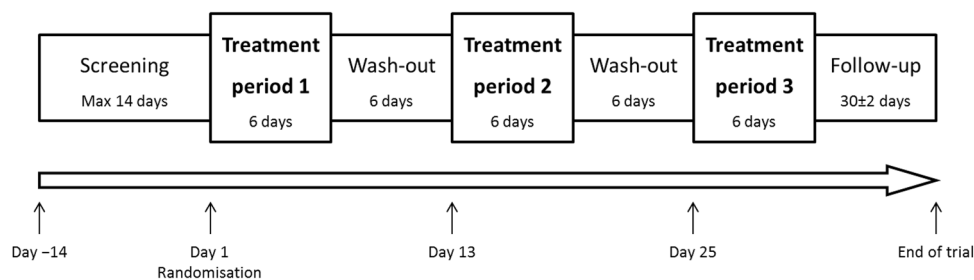 Screening
Max 14 days
Treatment
period 1
6 days
Wash-out
6 days
Treatment
period 2
6 days
Wash-out
6 days
Treatment
period 3
6 days
Follow-up
30±2 days
Day −14
Day 1
Randomisation
Day 13
Day 25
End of trial